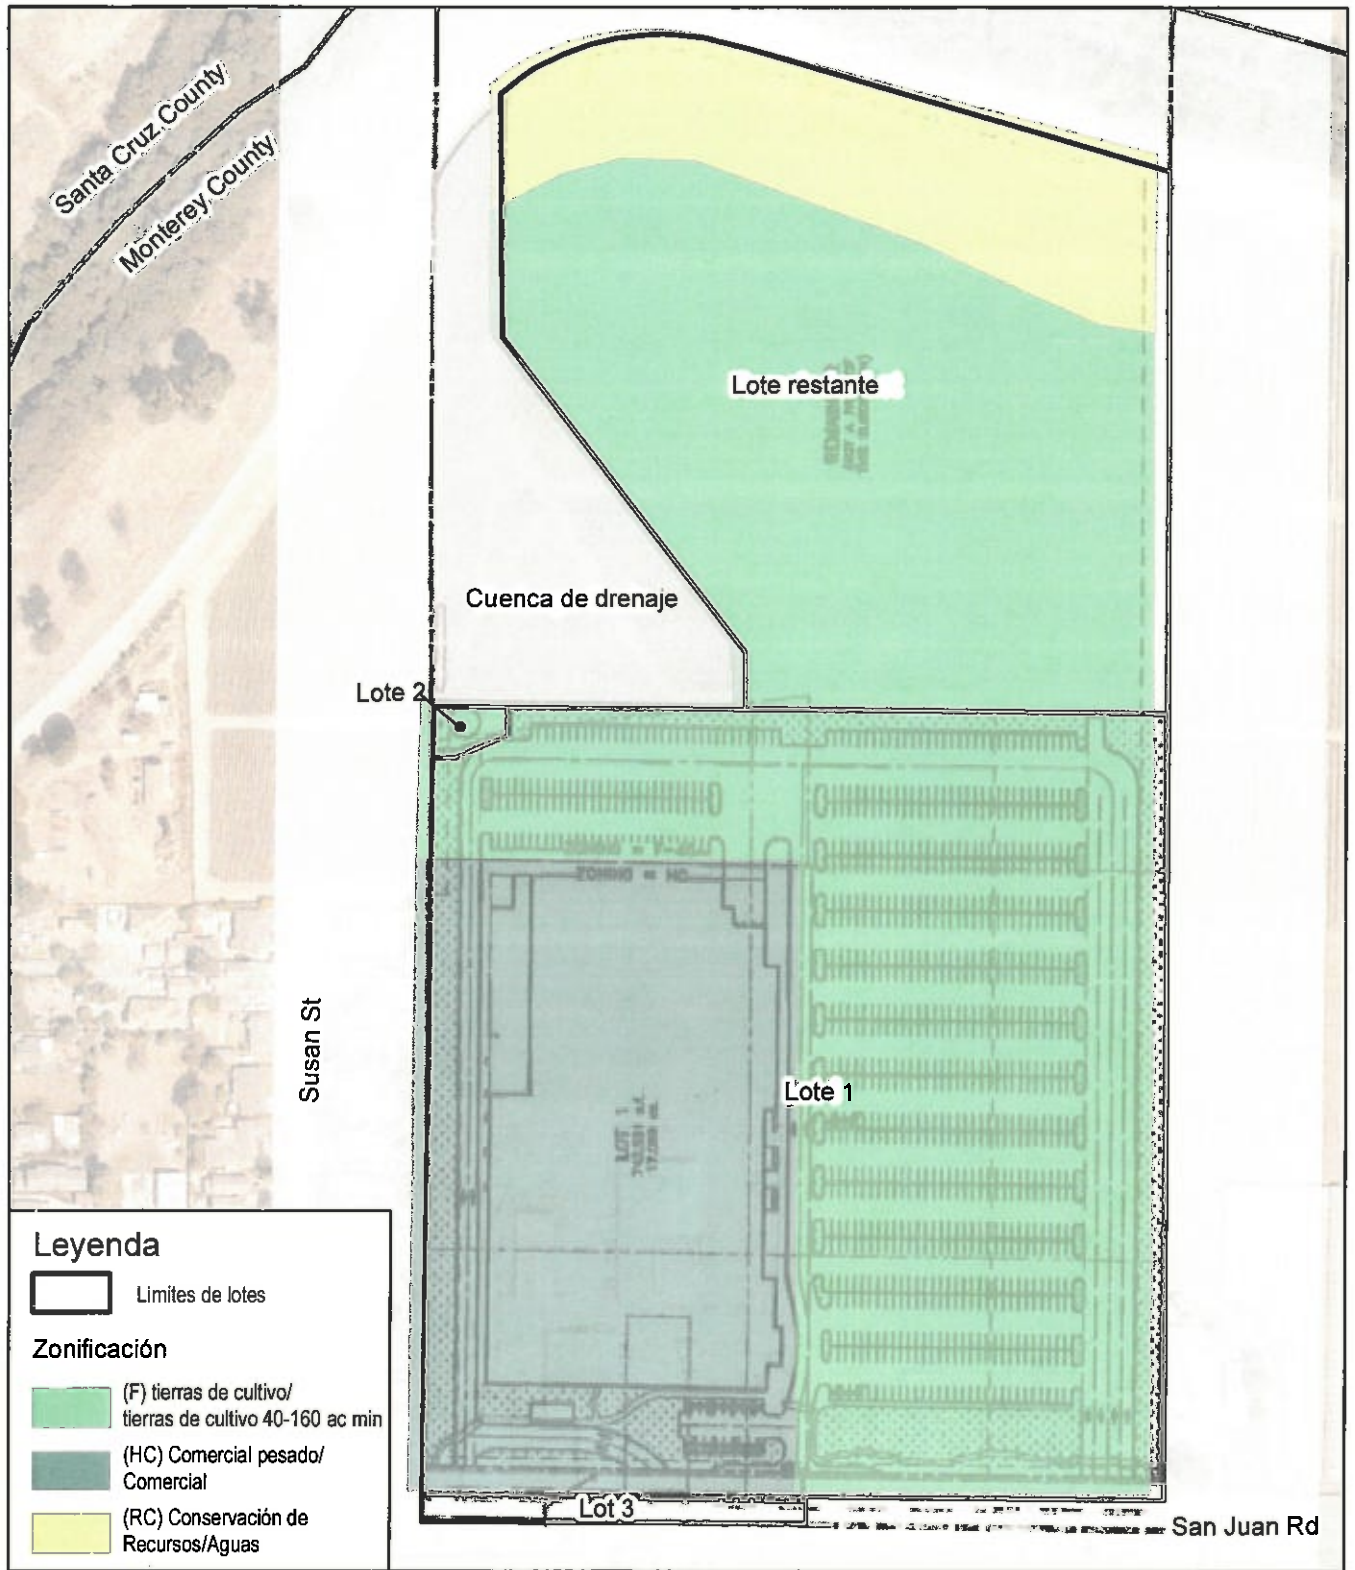 Santa Cruz County
Monterey County
Lote restante
Cuenca de drenaje
Lote 2
Susan St
Lote 1
LOT 1
Lot 3
San Juan Rd
Leyenda
Limites de lotes
Zonificación
(F) tierras de cultivo/
tierras de cultivo 40-160 ac min
(HC) Comercial pesado/
Comercial
(RC) Conservación de
Recursos/Aguas